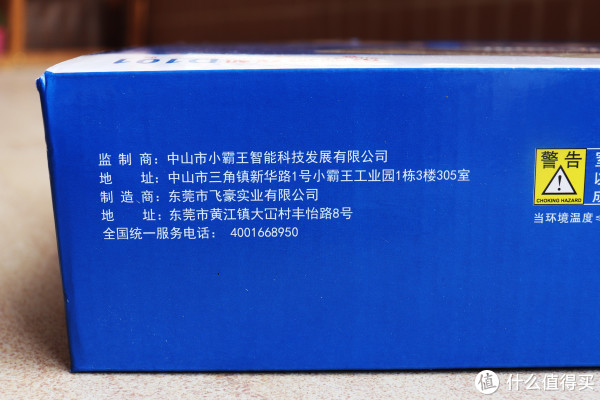 D101
监 制 商：中山市小霸王智能科技发展有限公司
地    址：中山市三角镇新华路1号小霸王工业园1栋3楼305室
制 造 商：东莞市飞豪实业有限公司
地    址：东莞市黄江镇大冚村丰怡路8号
全国统一服务电话： 4001668950
警告
CHOKING HAZARD
当环境温度
值 什么值得买